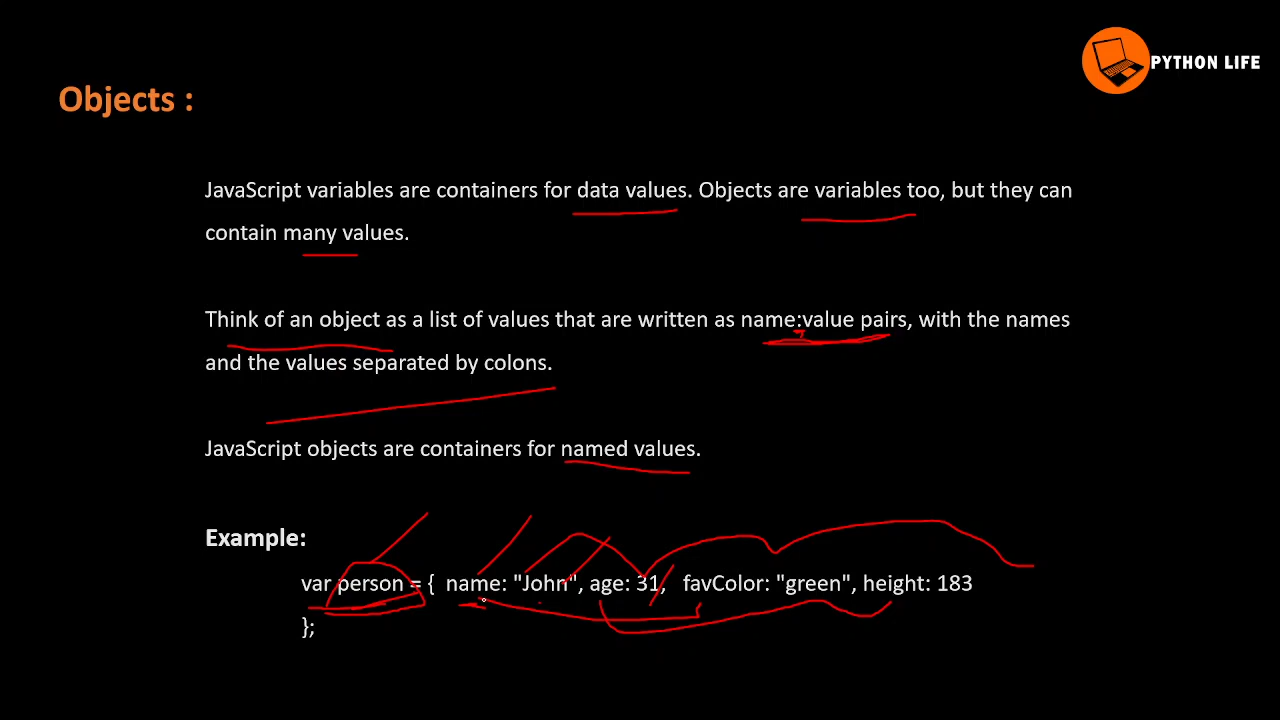 PYTHON LIFE
Objects :
JavaScript variables are containers for data values. Objects are variables too, but they can
contain many values.
Think of an object as a list of values that are written as name:value pairs, with the names
and the values separated by colons.
JavaScript objects are containers for named values.
Example:
var person = { name: "John", age: 31, favColor: "green", height: 183
};